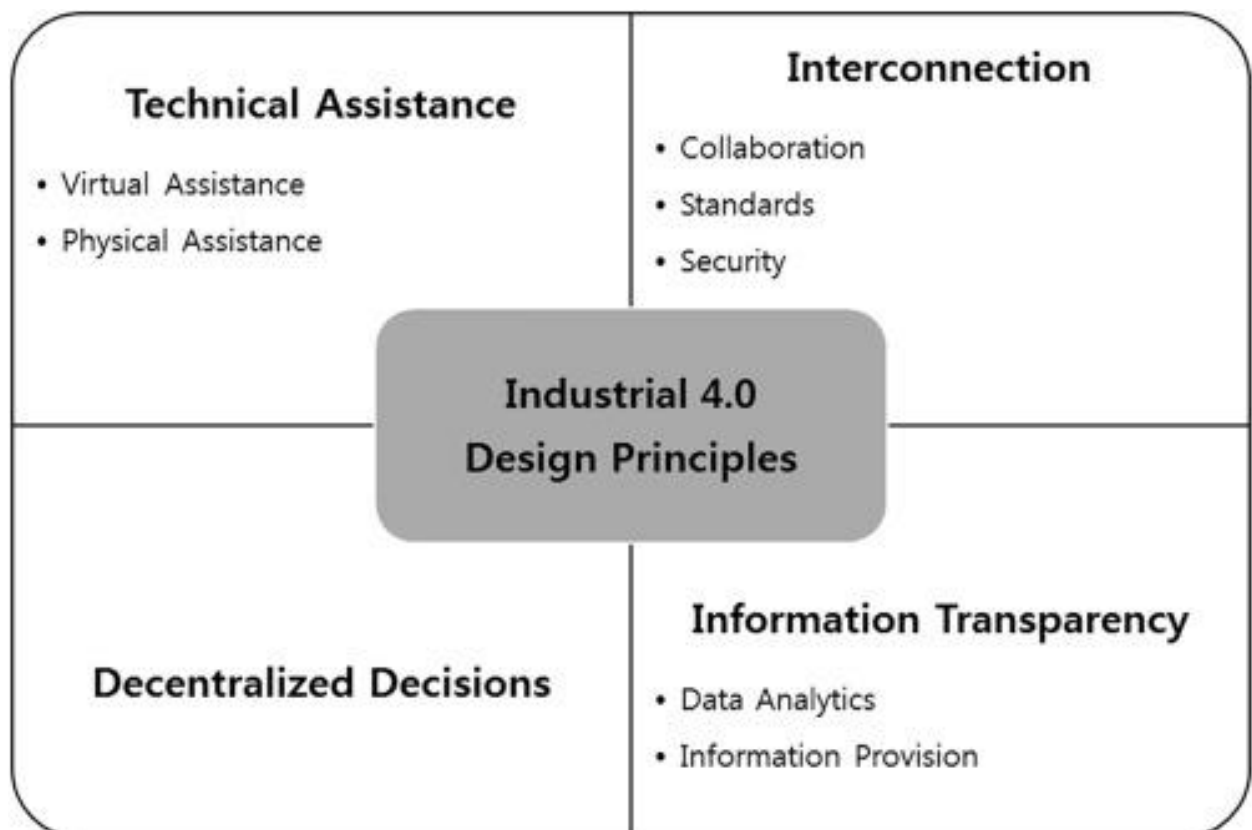 Technical Assistance
• Virtual Assistance
• Physical Assistance
Interconnection
• Collaboration
• Standards
• Security
Industrial 4.0
Design Principles
Decentralized Decisions
Information Transparency
• Data Analytics
• Information Provision